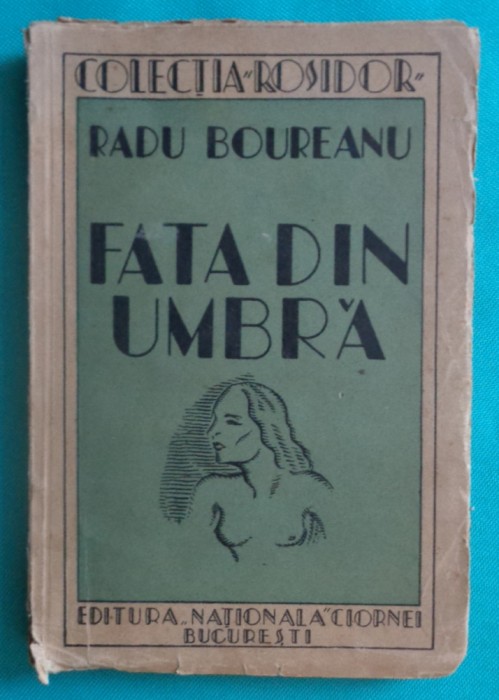 COLECȚIA "ROSIDOR"
RADU BOUREANU
FATA DIN
UMBRĂ
EDITURA „NAȚIONALA" CIORNEI
BUCUREȘTI